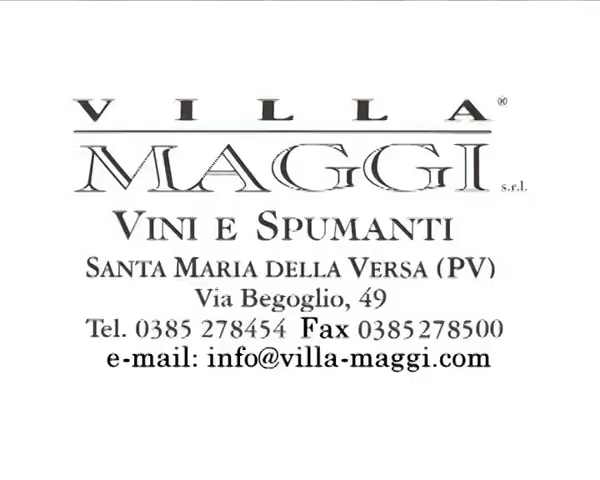 VILLA®
MAGGI s.r.l.
VINI E SPUMANTI
SANTA MARIA DELLA VERSA (PV)
Via Begoglio, 49
Tel. 0385 278454 Fax 0385278500
e-mail: info@villa-maggi.com